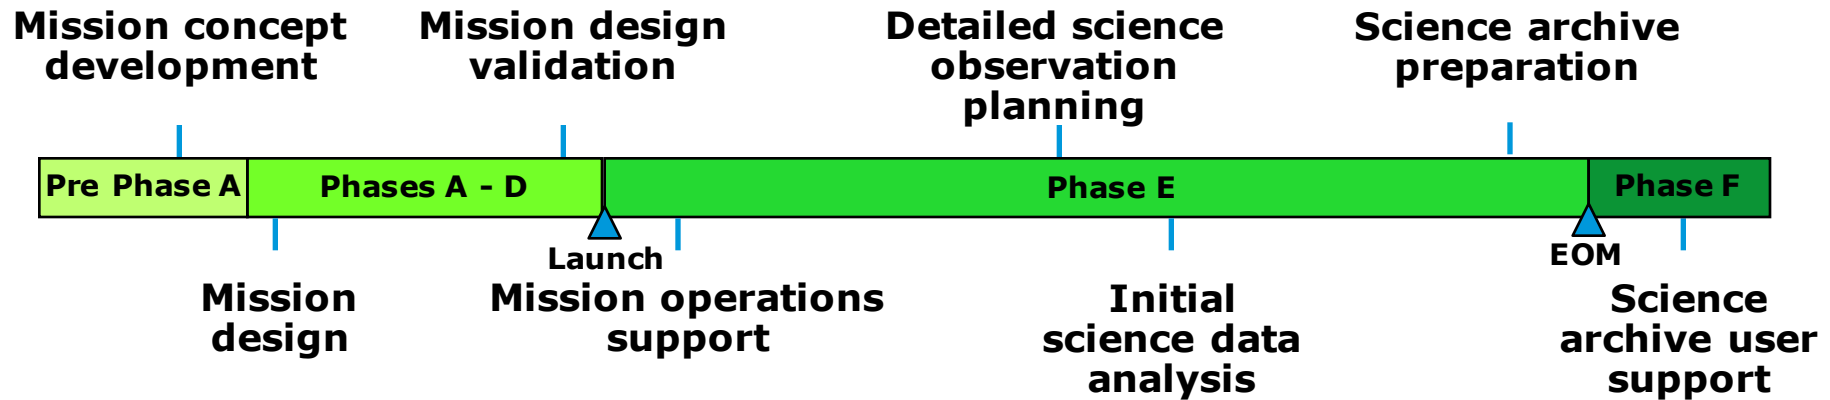 Mission concept
development
Mission design
validation
Detailed science
observation
planning
Science archive
preparation
Pre Phase A
Phases A - D
Phase E
Phase F
Launch
EOM
Mission
design
Mission operations
support
Initial
science data
analysis
Science
archive user
support